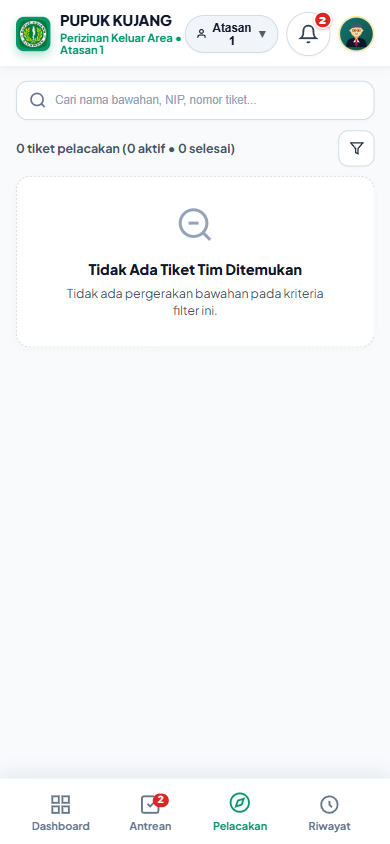 PUPUK KUJANG
Perizinan Keluar Area •
Atasan 1
Atasan
1
▼
2
Cari nama bawahan, NIP, nomor tiket...
0 tiket pelacakan (0 aktif • 0 selesai)
Tidak Ada Tiket Tim Ditemukan
Tidak ada pergerakan bawahan pada kriteria
filter ini.
2
Dashboard
Antrean
Pelacakan
Riwayat